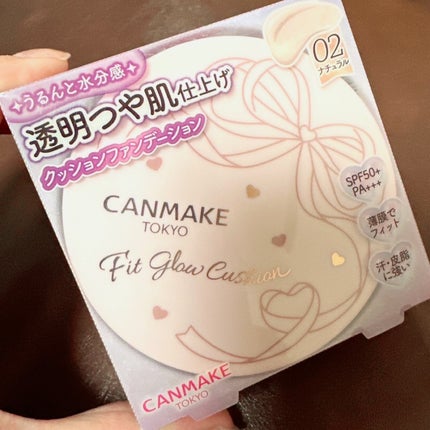 うるんと水分感
透明つや肌仕上げ
クッションファンデーション
02
ナチュラル
CANMAKE
TOKYO
Fit Glow Cushion
SPF50+
PA+++
薄膜で
フィット
汗・皮脂
に強い
CANMAKE
TOKYO